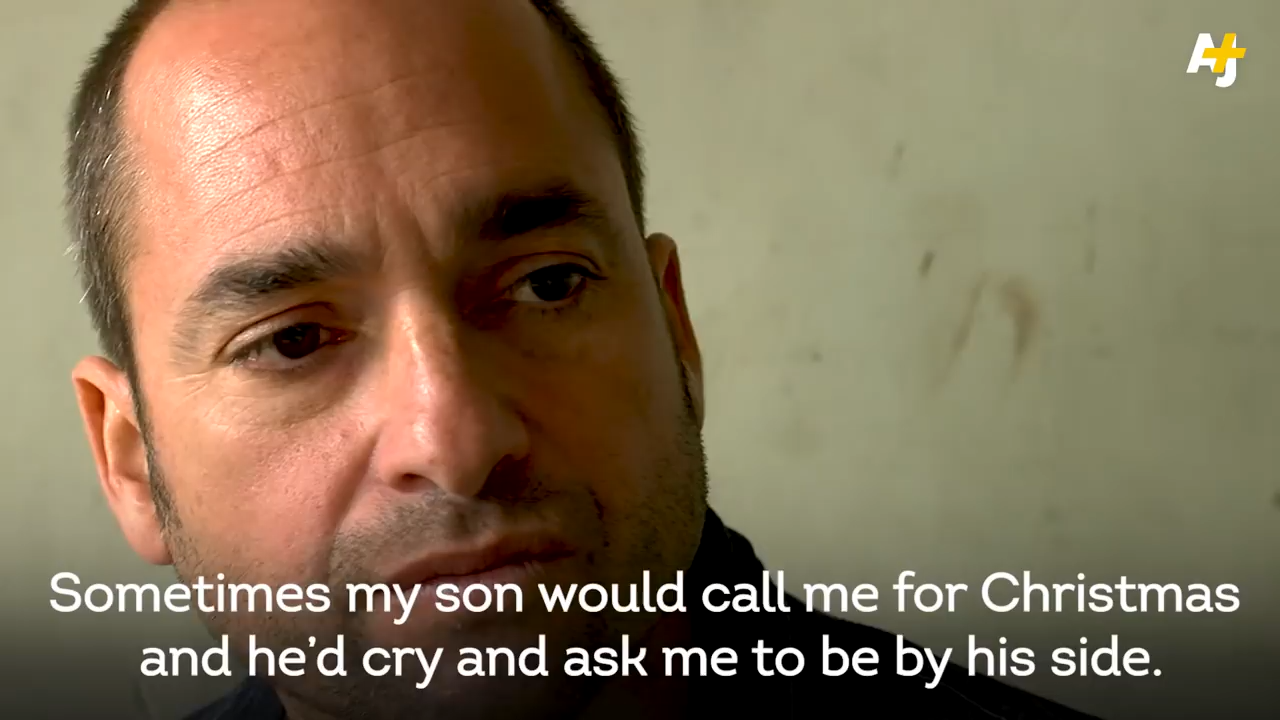 AJ+
Sometimes my son would call me for Christmas
and he'd cry and ask me to be by his side.